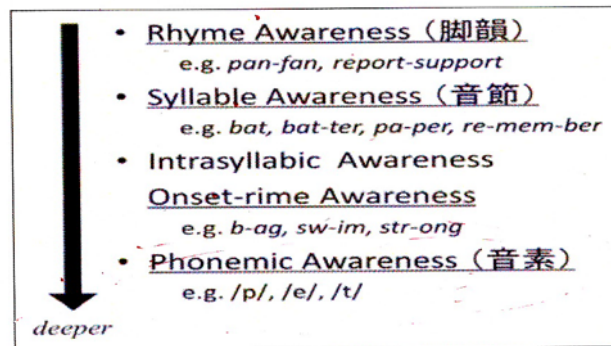 • Rhyme Awareness（脚韻）
e.g. pan-fan, report-support
• Syllable Awareness（音節）
e.g. bat, bat-ter, pa-per, re-mem-ber
• Intrasyllabic Awareness
Onset-rime Awareness
e.g. b-ag, sw-im, str-ong
• Phonemic Awareness（音素）
e.g. /p/, /e/, /t/
deeper